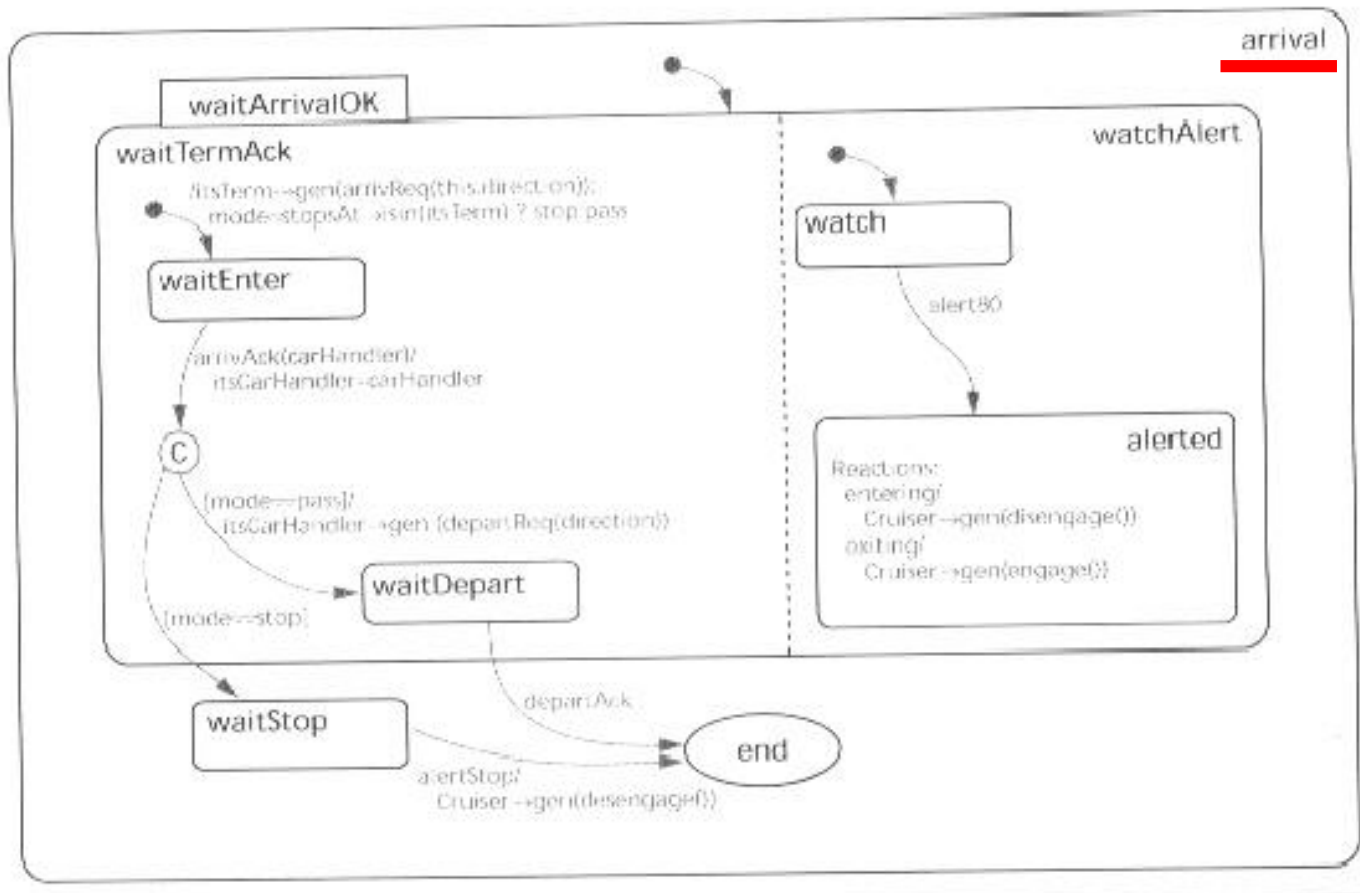 arrival
waitArrivalOK
waitTermAck
watchAlert
/itsTerm→gen(arrivReq(this.direction));
mode=stopsAt→isin(itsTerm) ? stop:pass
watch
waitEnter
alert80
arrivAck(carHandler)/
itsCarHandler=carHandler
alerted
C
Reactions:
entering/
Cruiser→gen(disengage())
exiting/
Cruiser→gen(engage())
[mode==pass]/
itsCarHandler→gen (departReq(direction))
waitDepart
[mode==stop]
departAck
waitStop
end
alertStop/
Cruiser→gen(desengage())